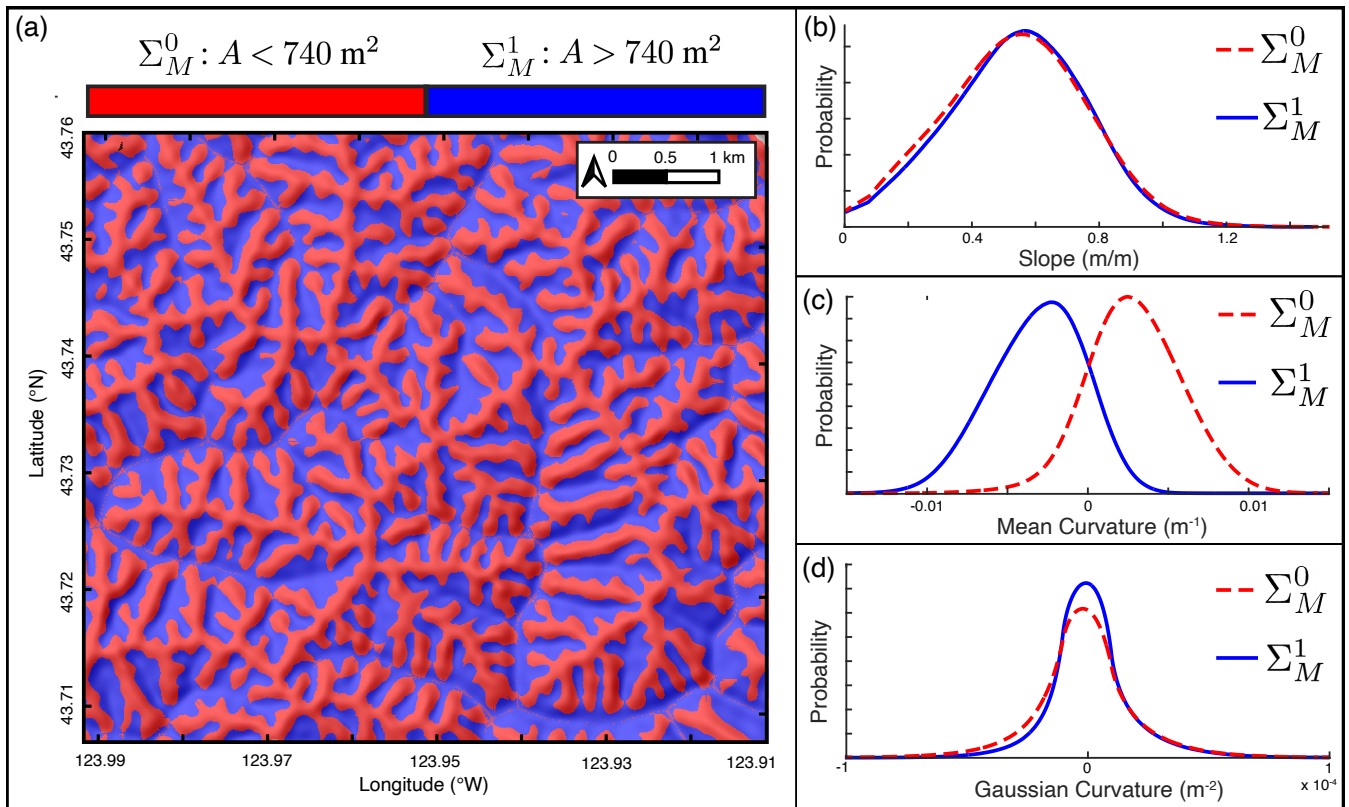 (a)
Σ⁰_M: A < 740 m² Σ¹_M: A > 740 m²
0 0.5 1 km
43.76
43.75
43.74
43.73
43.72
43.71
Latitude (°N)
123.99 123.97 123.95 123.93 123.91
Longitude (°W)
(b)
Σ⁰_M
Σ¹_M
Probability
0 0.4 0.8 1.2
Slope (m/m)
(c)
Σ⁰_M
Σ¹_M
Probability
-0.01 0 0.01
Mean Curvature (m⁻¹)
(d)
Σ⁰_M
Σ¹_M
Probability
-1 0 1
Gaussian Curvature (m⁻²) x 10⁻⁴